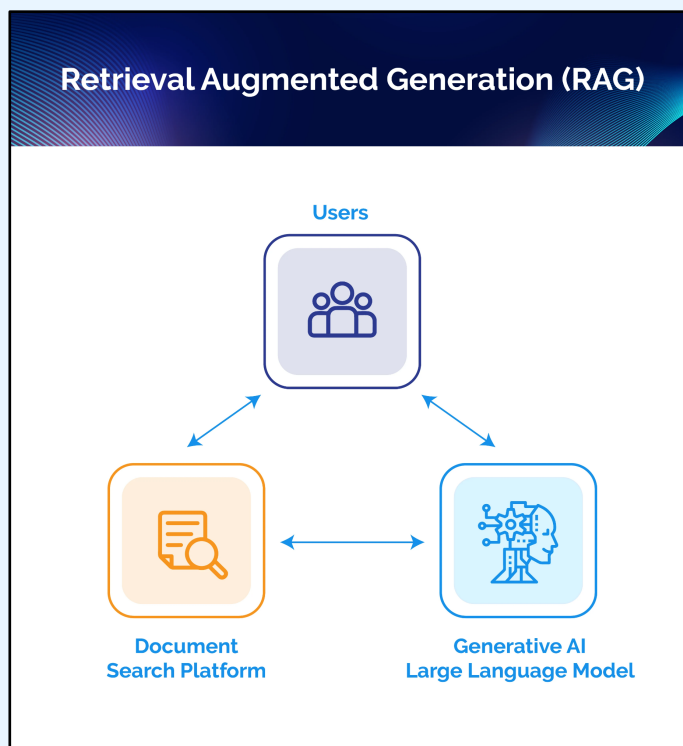 Retrieval Augmented Generation (RAG)
Users
Document
Search Platform
Generative AI
Large Language Model